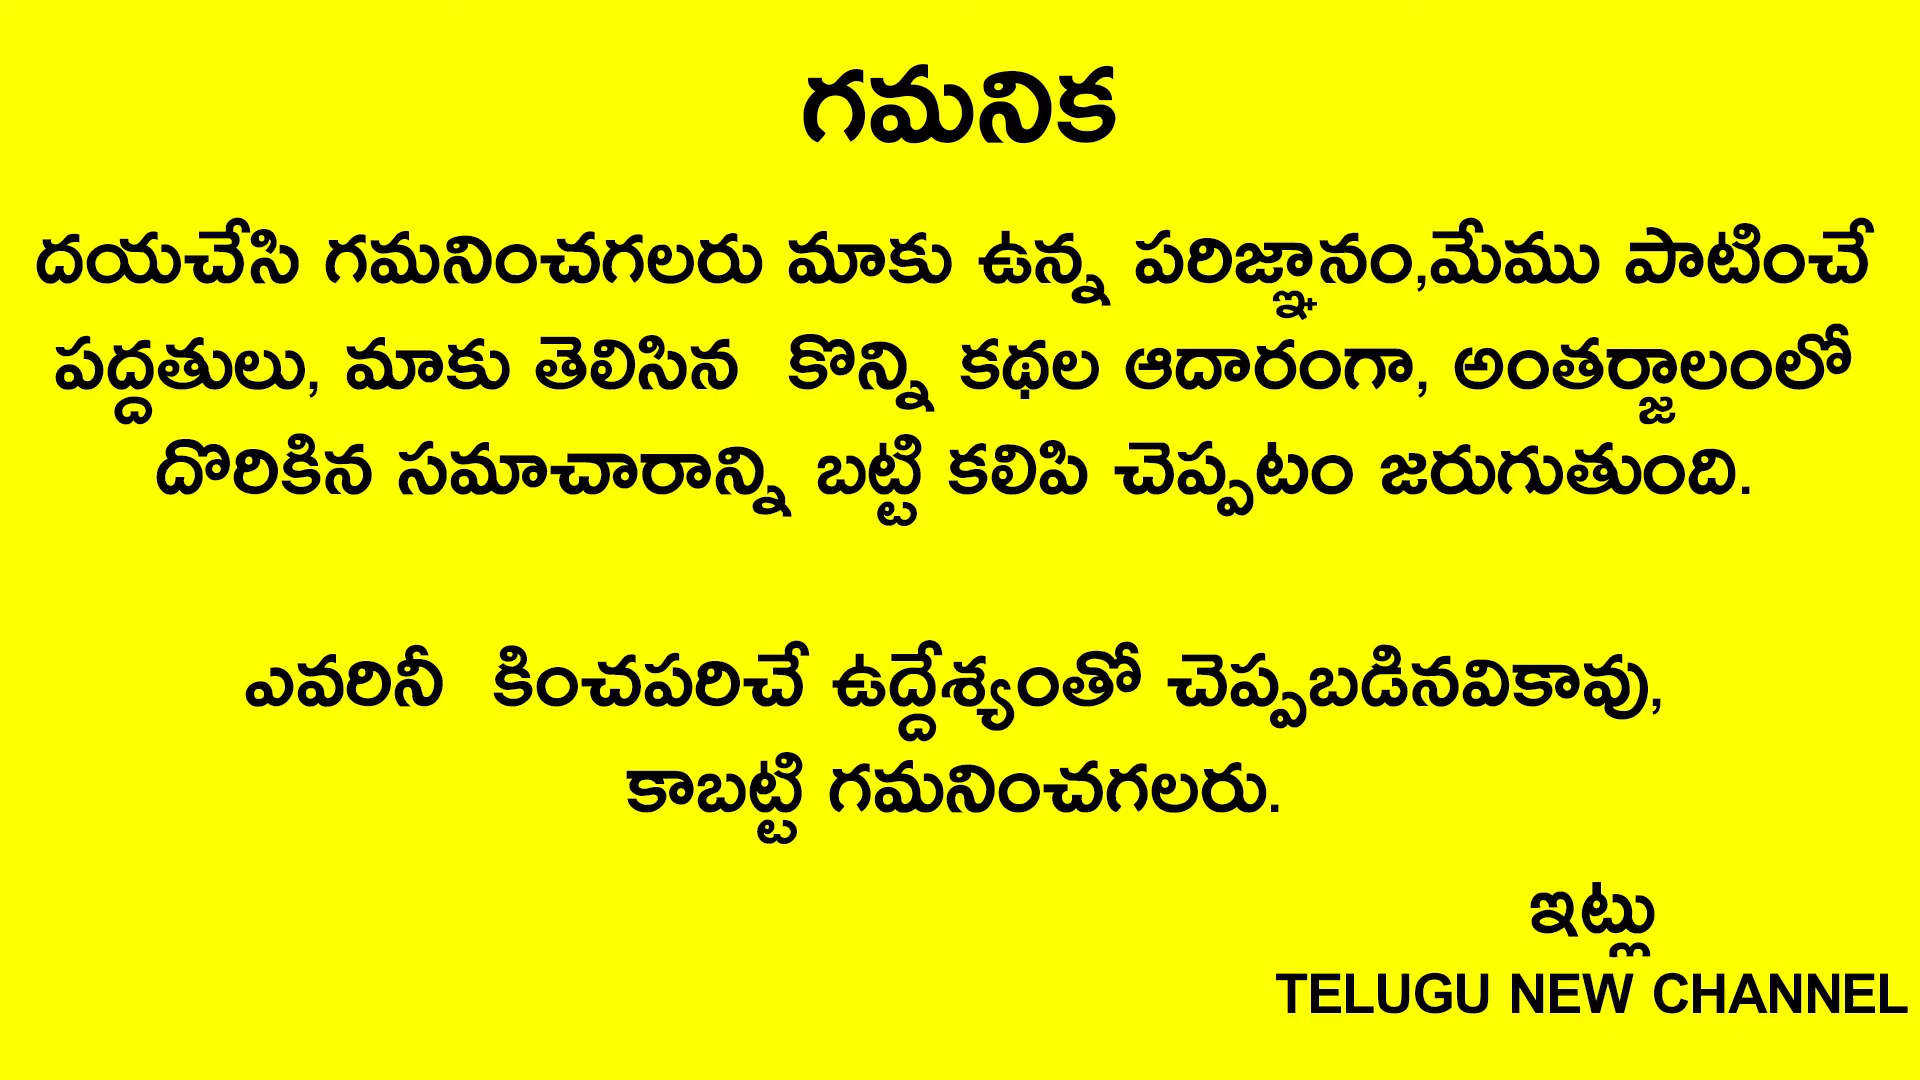 గమనిక
దయచేసి గమనించగలరు మాకు ఉన్న పరిజ్ఞానం,మేము పాటించే
పద్దతులు, మాకు తెలిసిన కొన్ని కథల ఆదారంగా, అంతర్జాలంలో
దొరికిన సమాచారాన్ని బట్టి కలిపి చెప్పటం జరుగుతుంది.
ఎవరినీ కించపరిచే ఉద్దేశ్యంతో చెప్పబడినవికావు,
కాబట్టి గమనించగలరు.
ఇట్లు
TELUGU NEW CHANNEL